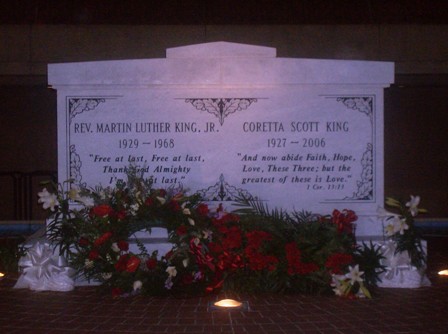 REV. MARTIN LUTHER KING, JR.
1929 — 1968
"Free at last, Free at last,
Thank God Almighty
I'm at last."
CORETTA SCOTT KING
1927 — 2006
"And now abide Faith, Hope,
Love, These Three; but the
greatest of these is Love."
1 Cor. 13:13